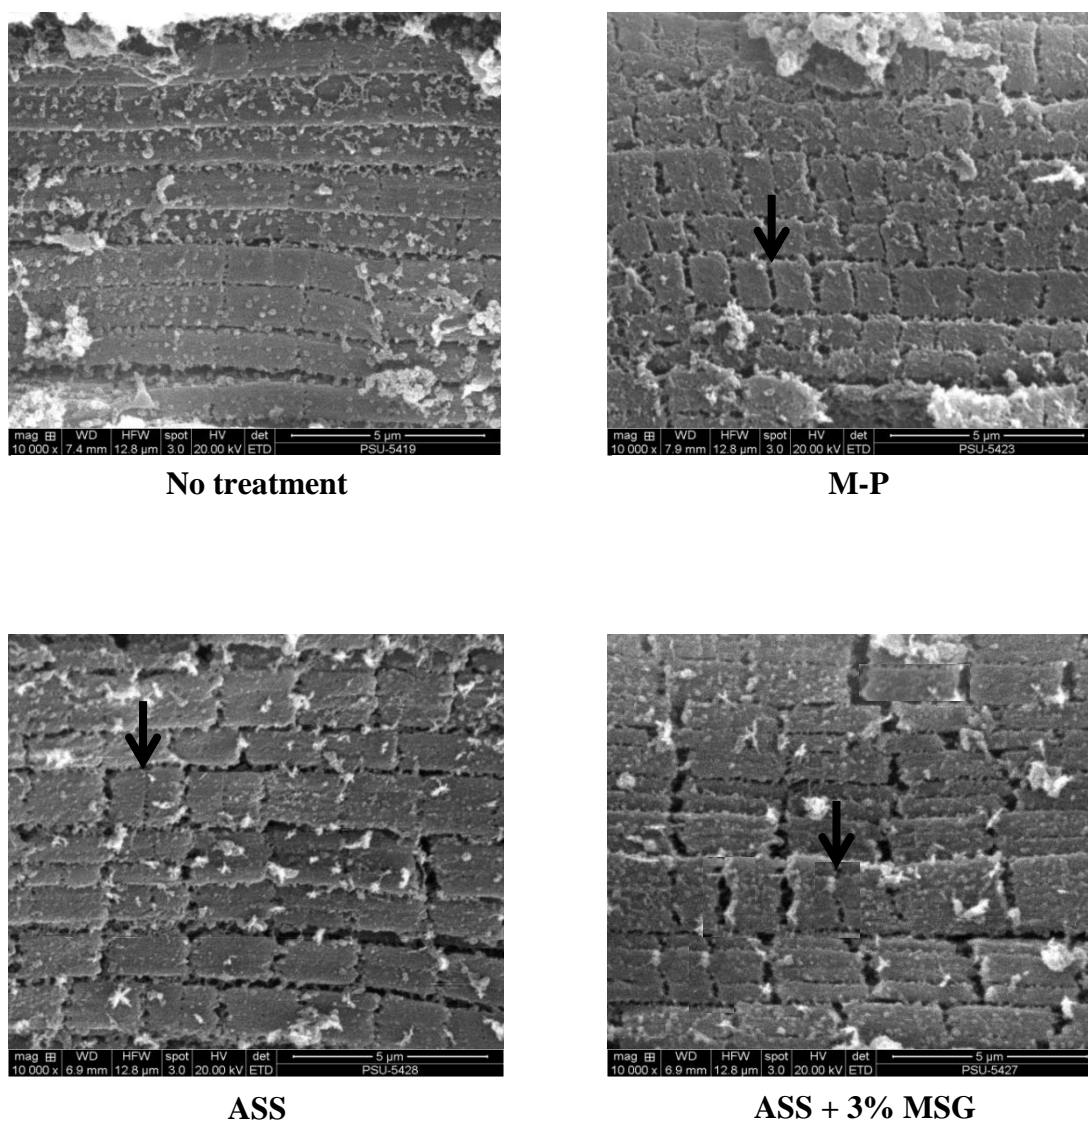 mag WD HFW spot HV det 5 µm
10 000 x 7.4 mm 12.8 µm 3.0 20.00 kV ETD PSU-5419
No treatment
mag WD HFW spot HV det 5 µm
10 000 x 7.9 mm 12.8 µm 3.0 20.00 kV ETD PSU-5423
M-P
mag WD HFW spot HV det 5 µm
10 000 x 6.9 mm 12.8 µm 3.0 20.00 kV ETD PSU-5428
ASS
mag WD HFW spot HV det 5 µm
10 000 x 6.9 mm 12.8 µm 3.0 20.00 kV ETD PSU-5427
ASS + 3% MSG